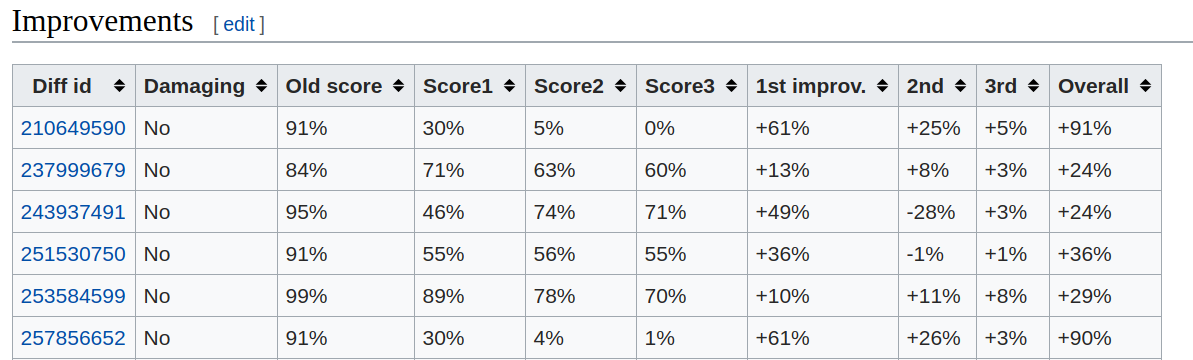 Improvements [ edit ]
Diff id Damaging Old score Score1 Score2 Score3 1st improv. 2nd 3rd Overall
210649590 No 91% 30% 5% 0% +61% +25% +5% +91%
237999679 No 84% 71% 63% 60% +13% +8% +3% +24%
243937491 No 95% 46% 74% 71% +49% -28% +3% +24%
251530750 No 91% 55% 56% 55% +36% -1% +1% +36%
253584599 No 99% 89% 78% 70% +10% +11% +8% +29%
257856652 No 91% 30% 4% 1% +61% +26% +3% +90%